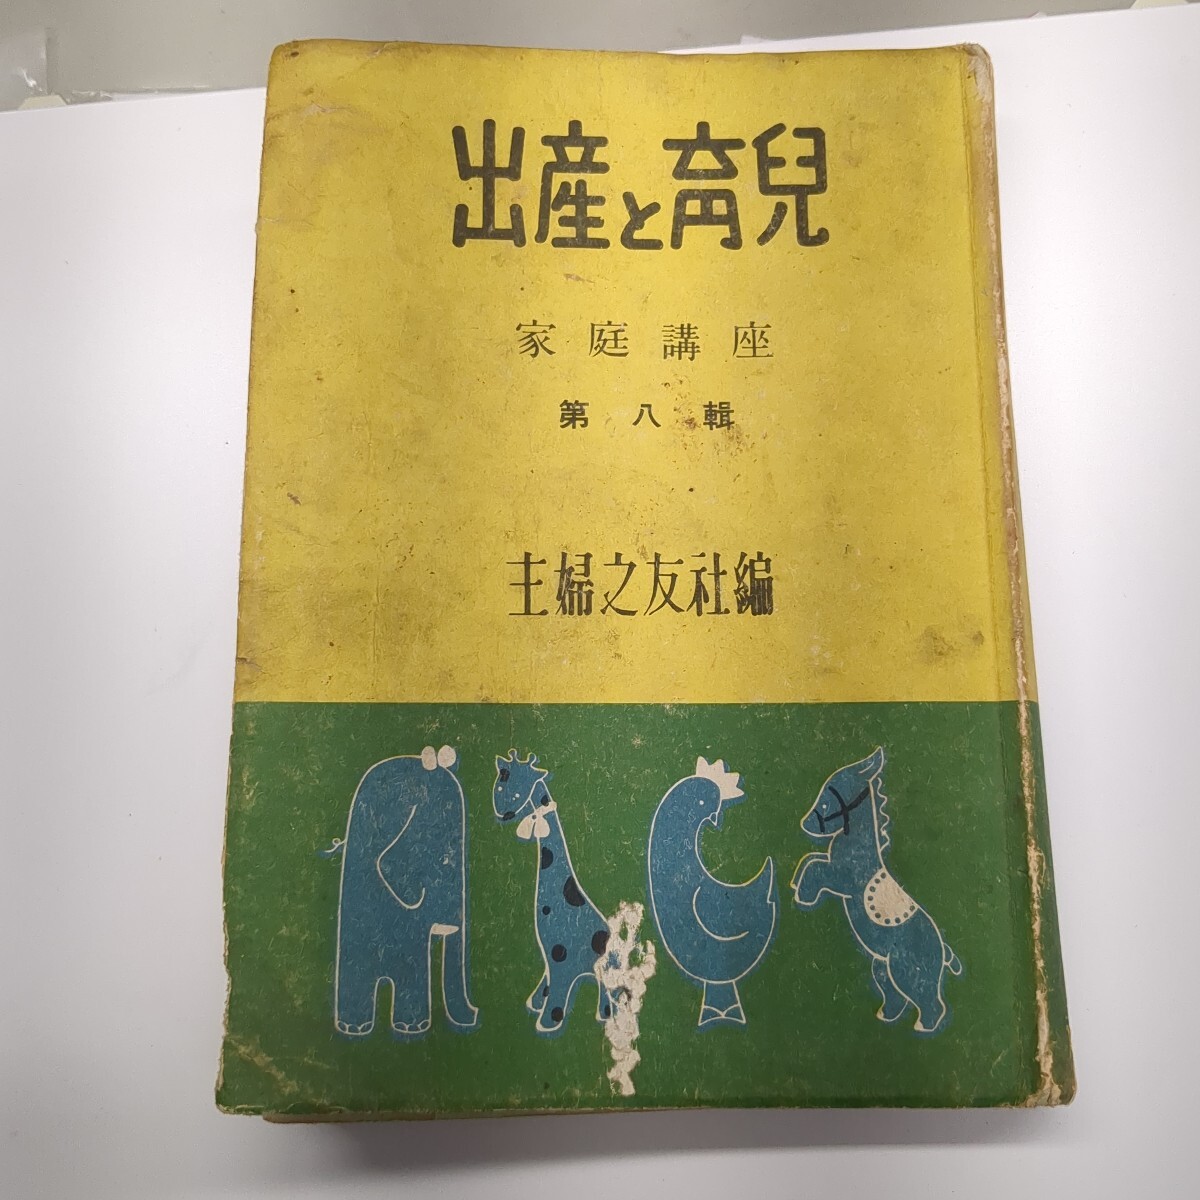 出産と育兒
家庭講座
第八輯
主婦之友社編